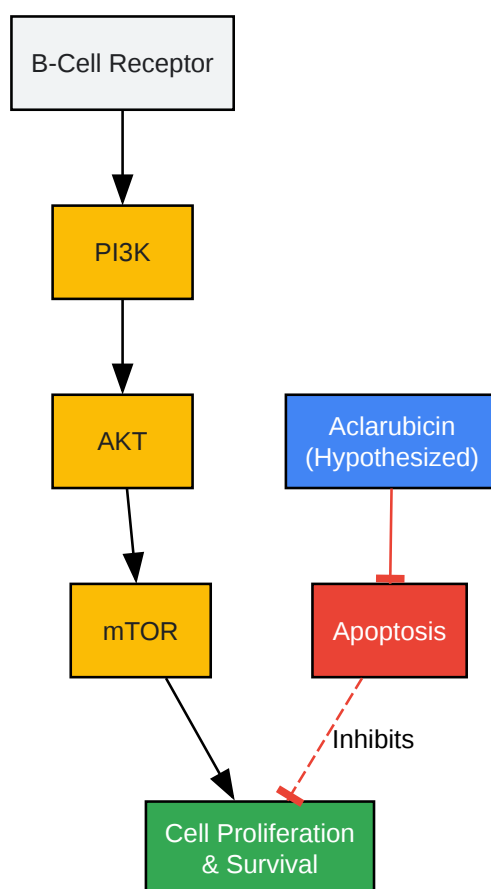 B-Cell Receptor
PI3K
AKT
Aclarubicin
(Hypothesized)
mTOR
Apoptosis
Inhibits
Cell Proliferation
& Survival